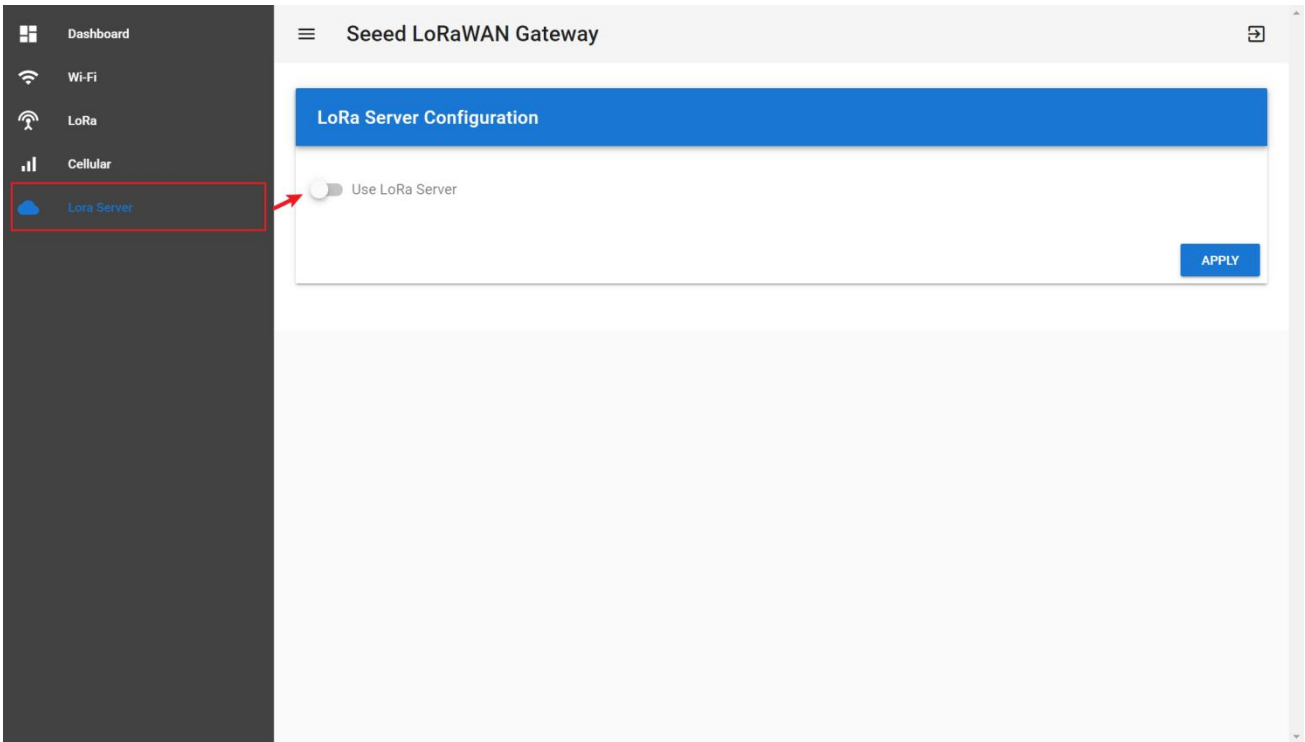 Dashboard
Wi-Fi
LoRa
Cellular
Lora Server
Seeed LoRaWAN Gateway
LoRa Server Configuration
Use LoRa Server
APPLY